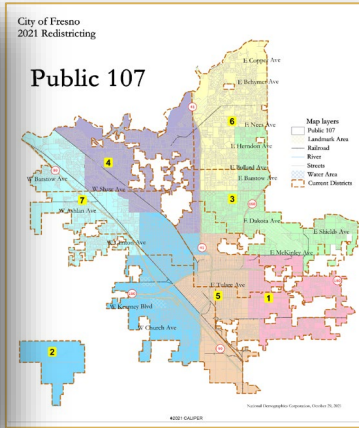 City of Fresno
2021 Redistricting
Public 107
E Copper Ave
E Behymer Ave
6
E Nees Ave
E Herndon Ave
E Bullard Ave
E Barstow Ave
4
W Barstow Ave
W Shaw Ave
7
W Ashlan Ave
3
E Dakota Ave
E Shields Ave
E McKinley Ave
E Tulare Ave
5
1
W Kearney Blvd
W Church Ave
2
Map layers
Public 107
Landmark Area
Railroad
River
Streets
Water Area
Current Districts
National Demographics Corporation, October 20, 2021
©2021 CALIPER